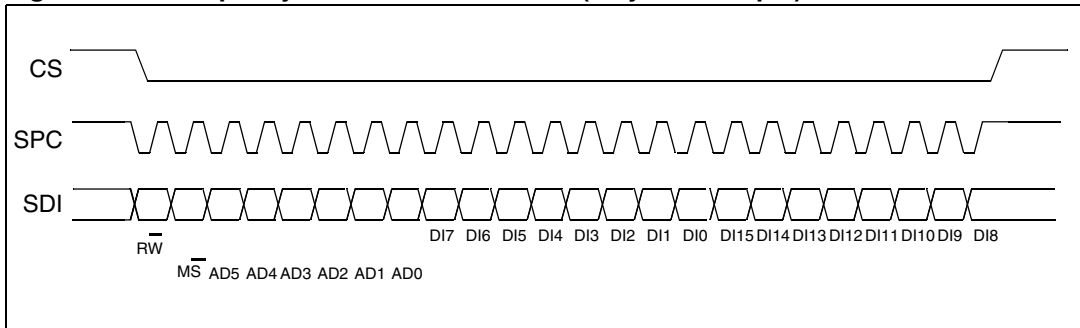 CS
SPC
SDI
DI7 DI6 DI5 DI4 DI3 DI2 DI1 DI0 DI15 DI14 DI13 DI12 DI11 DI10 DI9 DI8
RW̅
MS̅ AD5 AD4 AD3 AD2 AD1 AD0